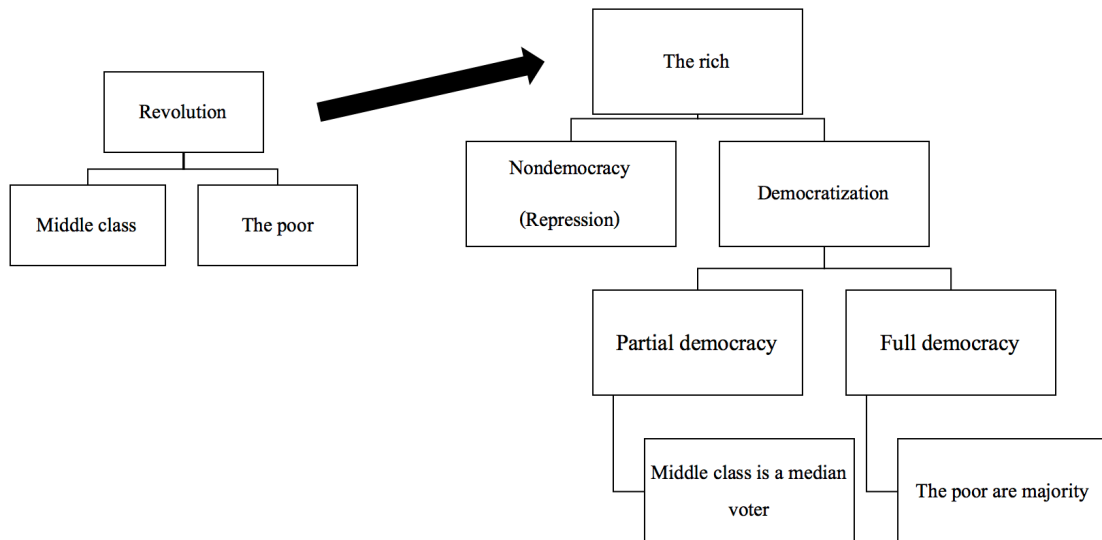 Revolution
Middle class
The poor
The rich
Nondemocracy
(Repression)
Democratization
Partial democracy
Full democracy
Middle class is a median
voter
The poor are majority